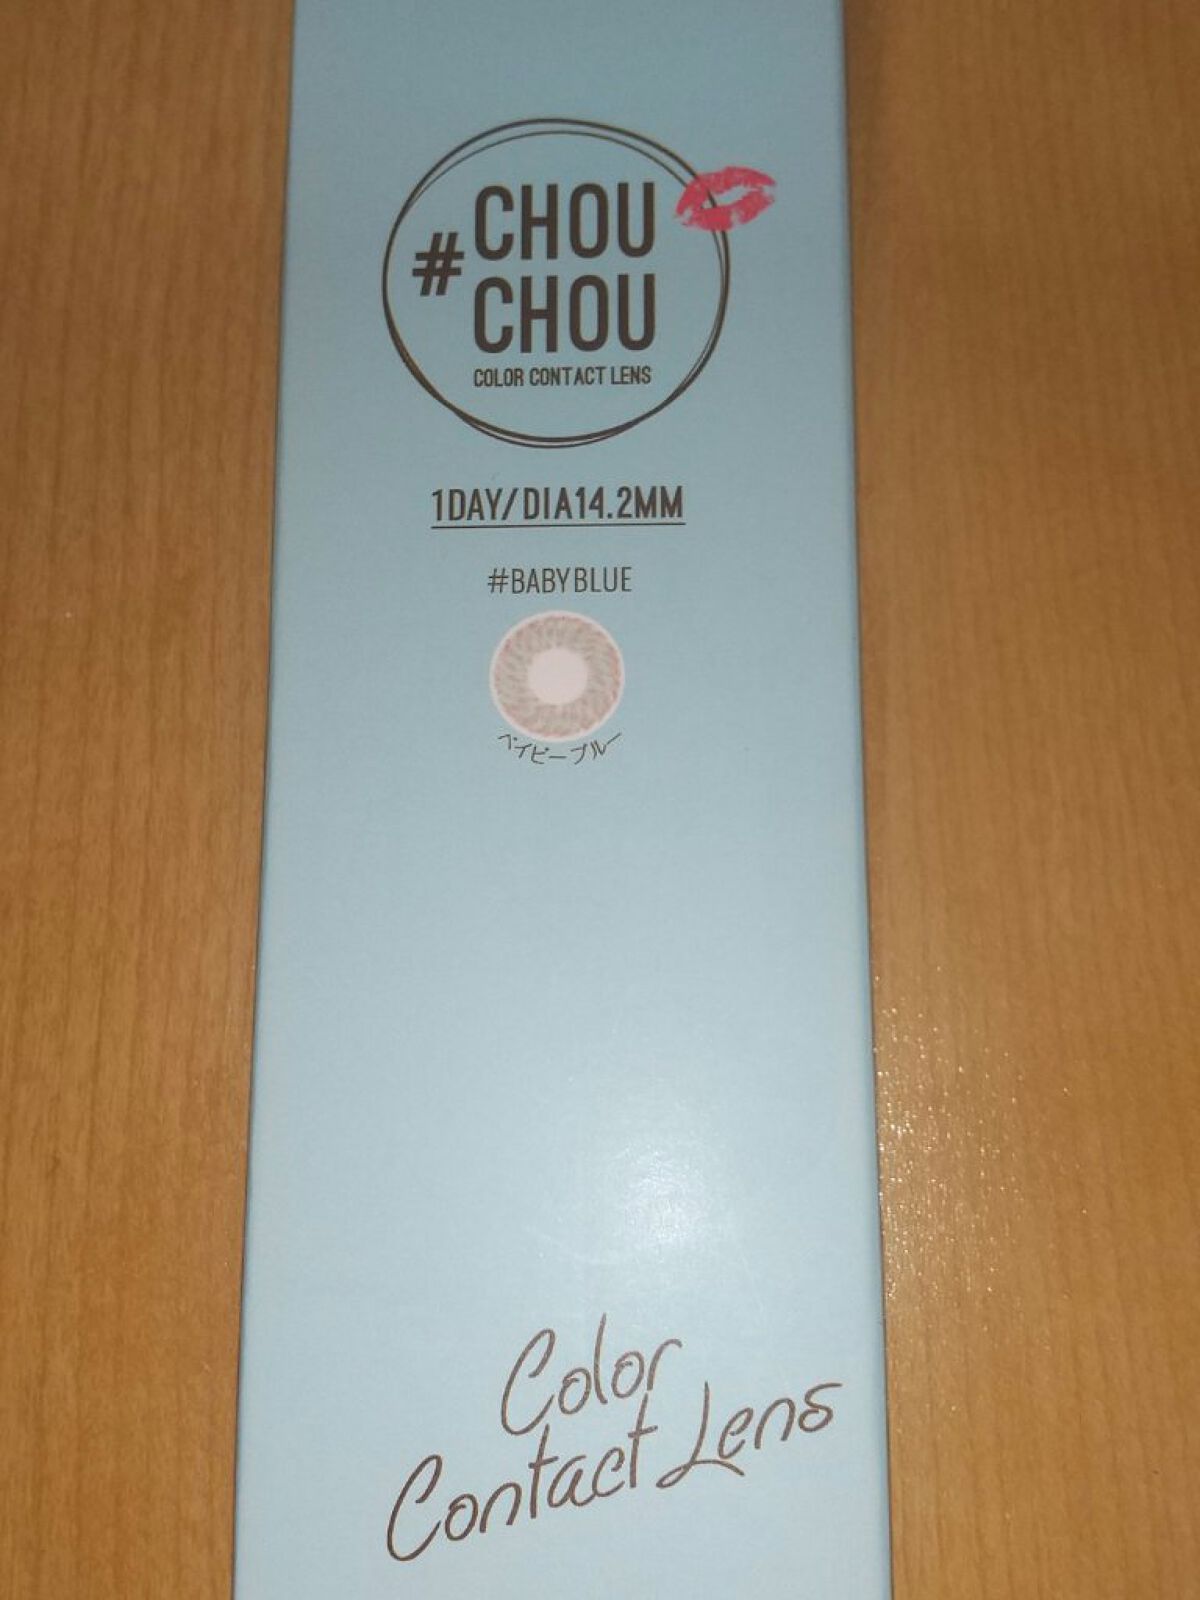 #CHOU
CHOU
COLOR CONTACT LENS
1DAY/DIA14.2MM
#BABYBLUE
ベイビーブルー
Color
Contact Lens